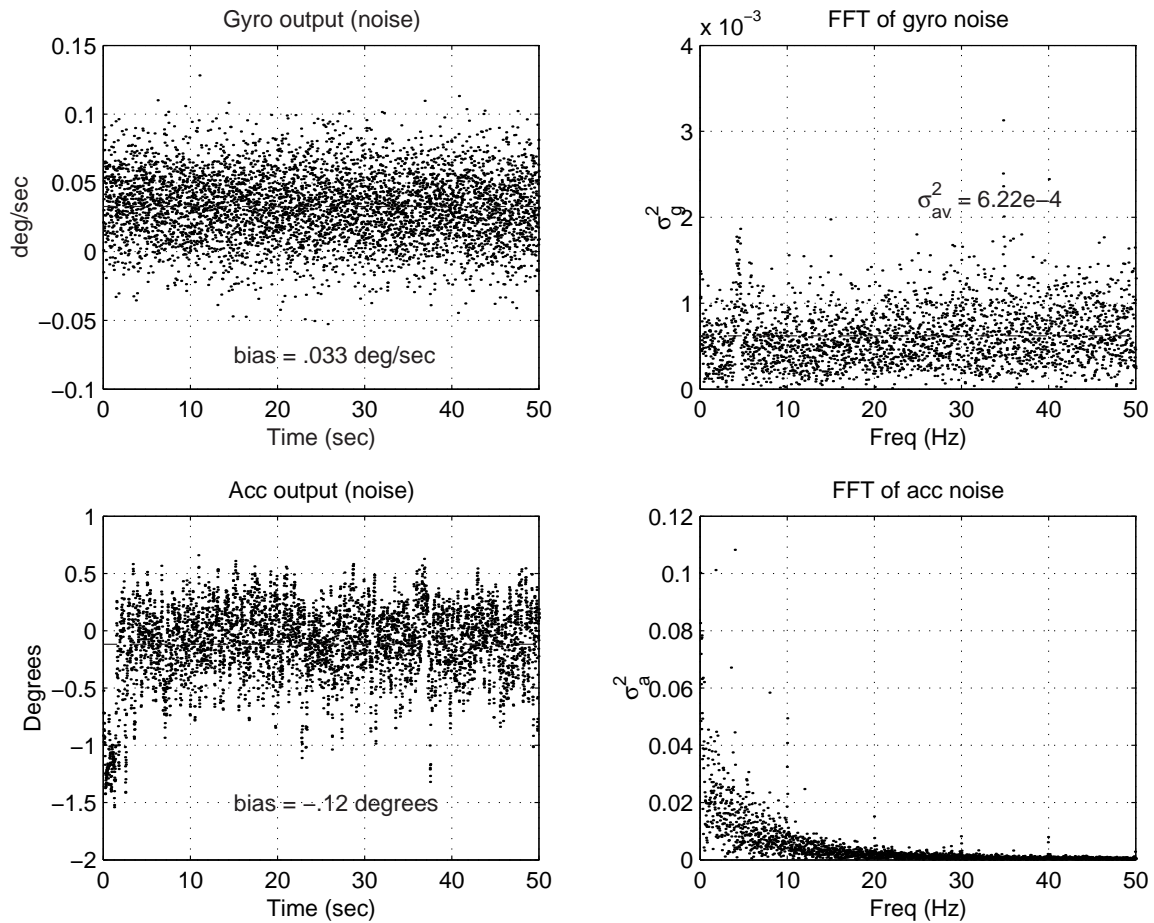 Gyro output (noise)
0.15
0.1
0.05
0
−0.05
−0.1
deg/sec
bias = .033 deg/sec
0 10 20 30 40 50
Time (sec)
FFT of gyro noise
x 10−3
4
3
2
1
0
σ2g
σ2av = 6.22e−4
0 10 20 30 40 50
Freq (Hz)
Acc output (noise)
1
0.5
0
−0.5
−1
−1.5
−2
Degrees
bias = −.12 degrees
0 10 20 30 40 50
Time (sec)
FFT of acc noise
0.12
0.1
0.08
0.06
0.04
0.02
0
σ2a
0 10 20 30 40 50
Freq (Hz)